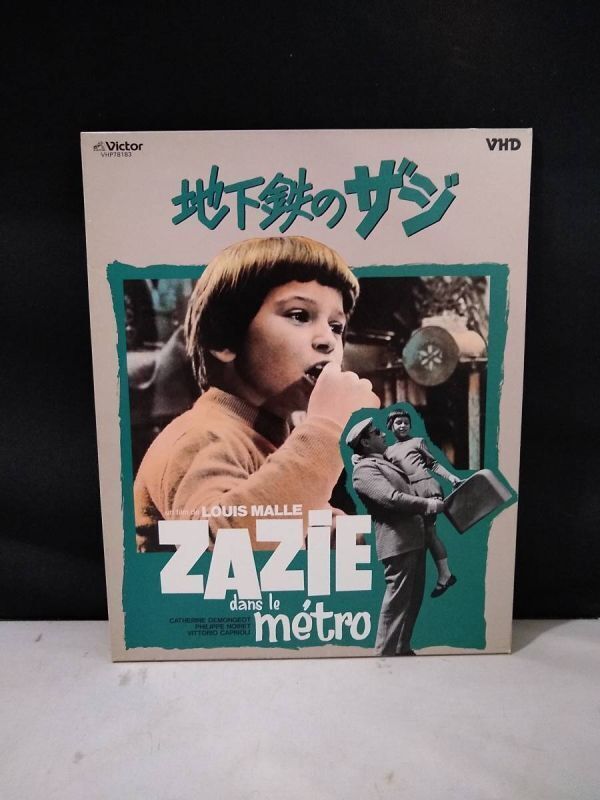 Victor
VHP78183
VHD
地下鉄のザジ
un film de LOUIS MALLE
ZAZiE
dans le
métro
CATHERINE DEMONGEOT
PHILIPPE NOIRET
VITTORIO CAPRIOLI